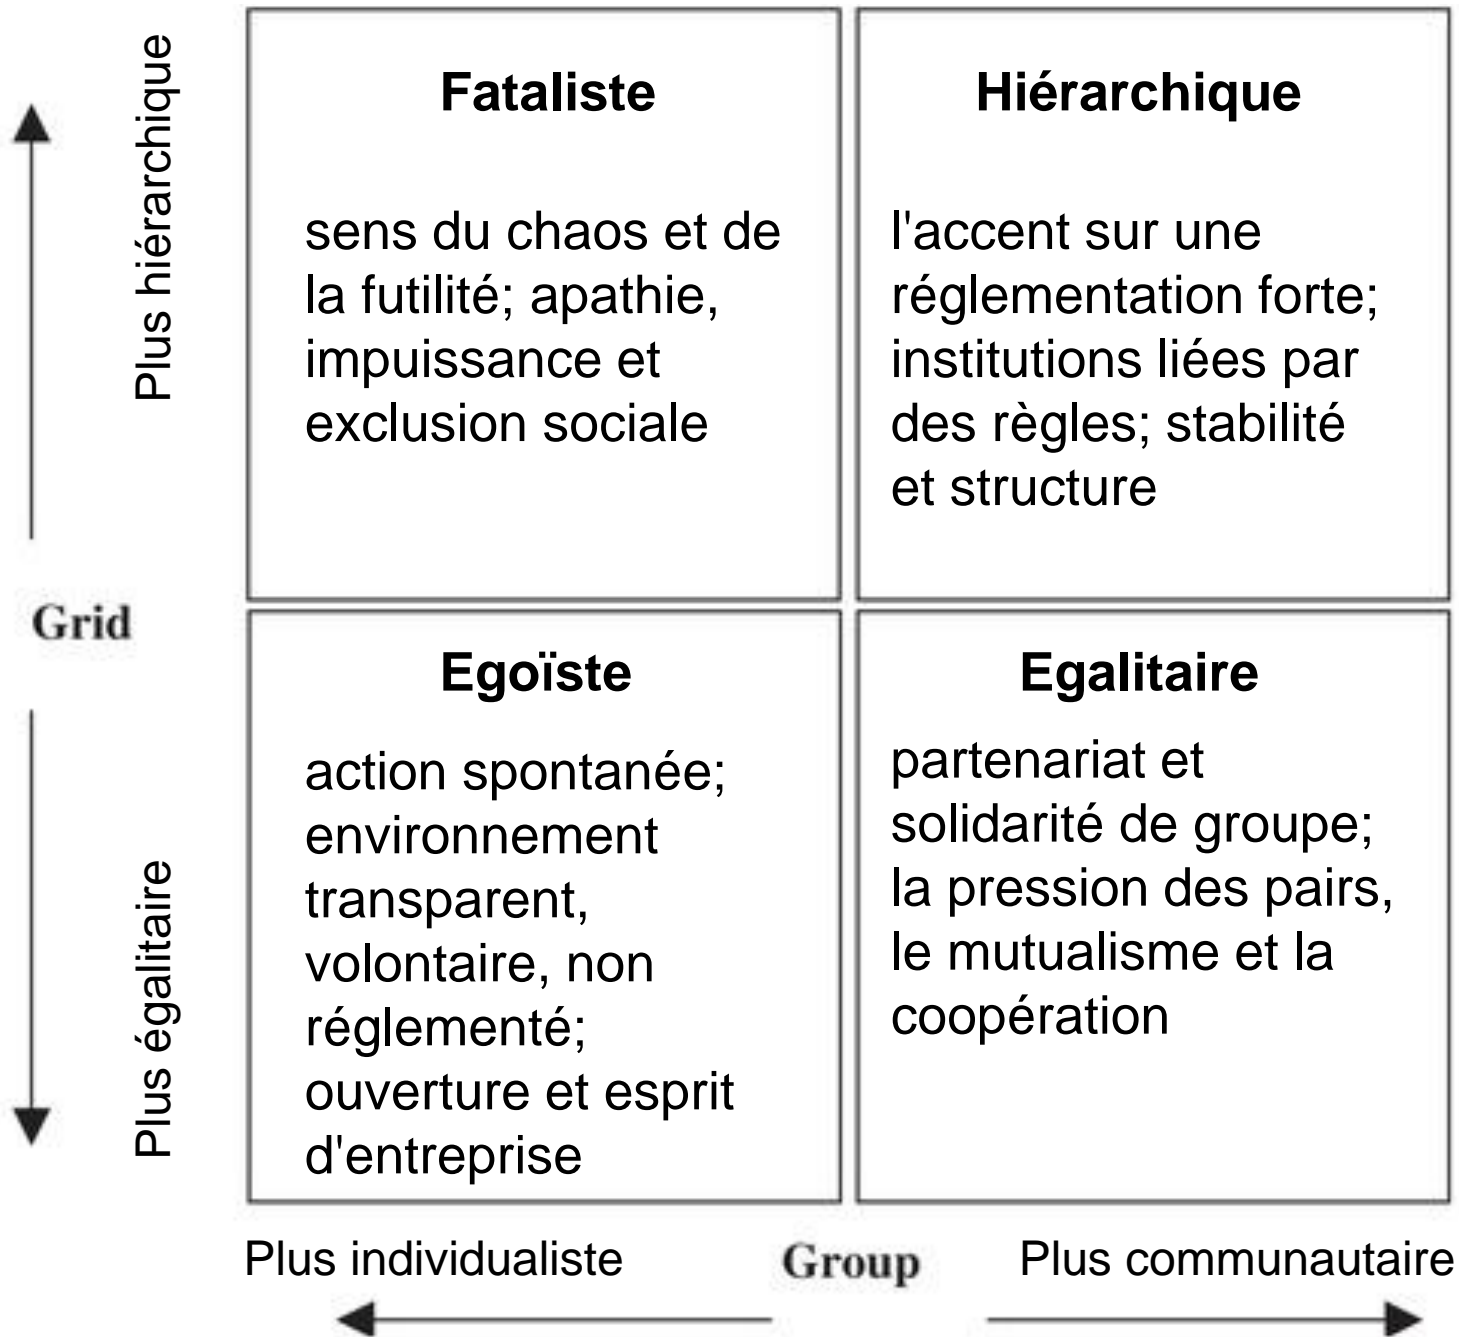 Plus hiérarchique
Grid
Plus égalitaire
Fataliste
sens du chaos et de
la futilité; apathie,
impuissance et
exclusion sociale
Hiérarchique
l'accent sur une
réglementation forte;
institutions liées par
des règles; stabilité
et structure
Egoïste
action spontanée;
environnement
transparent,
volontaire, non
réglementé;
ouverture et esprit
d'entreprise
Egalitaire
partenariat et
solidarité de groupe;
la pression des pairs,
le mutualisme et la
coopération
Plus individualiste
Group
Plus communautaire